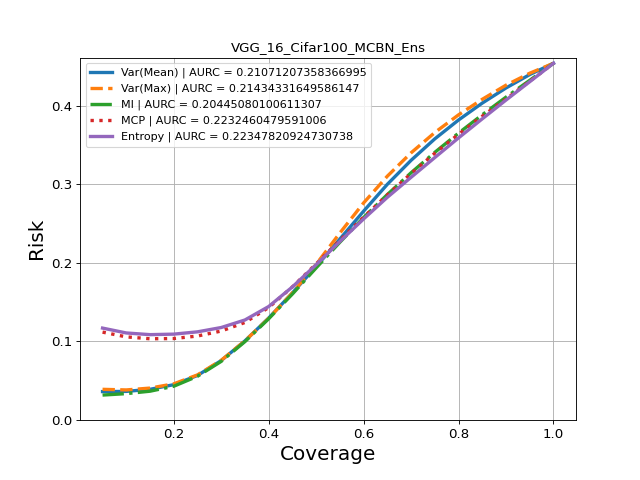 VGG_16_Cifar100_MCBN_Ens
Var(Mean) | AURC = 0.21071207358366995
Var(Max) | AURC = 0.21434331649586147
MI | AURC = 0.20445080100611307
MCP | AURC = 0.2232460479591006
Entropy | AURC = 0.22347820924730738
0.4
0.3
0.2
0.1
0.0
Risk
0.2 0.4 0.6 0.8 1.0
Coverage